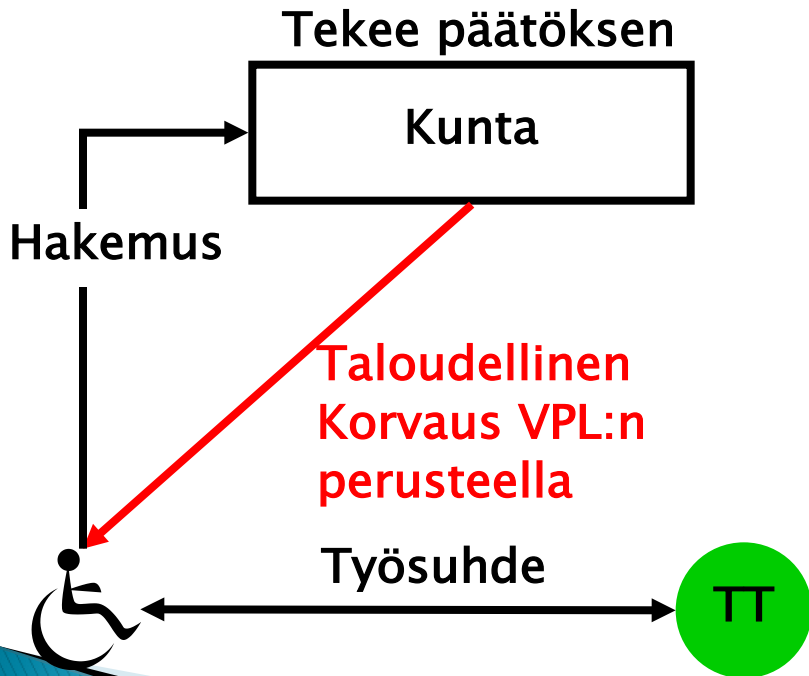 Tekee päätöksen
Kunta
Hakemus
Taloudellinen
Korvaus VPL:n
perusteella
Työsuhde
TT